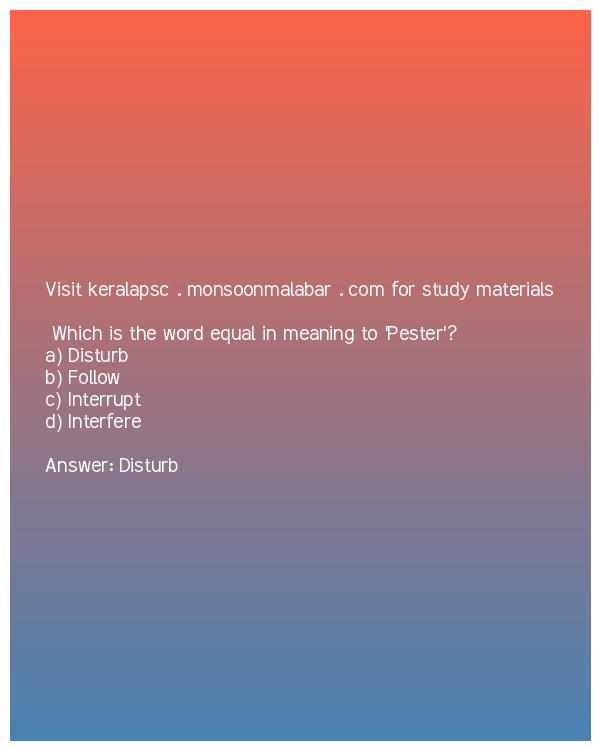 Visit keralapsc . monsoonmalabar . com for study materials
Which is the word equal in meaning to 'Pester'?
a) Disturb
b) Follow
c) Interrupt
d) Interfere
Answer: Disturb